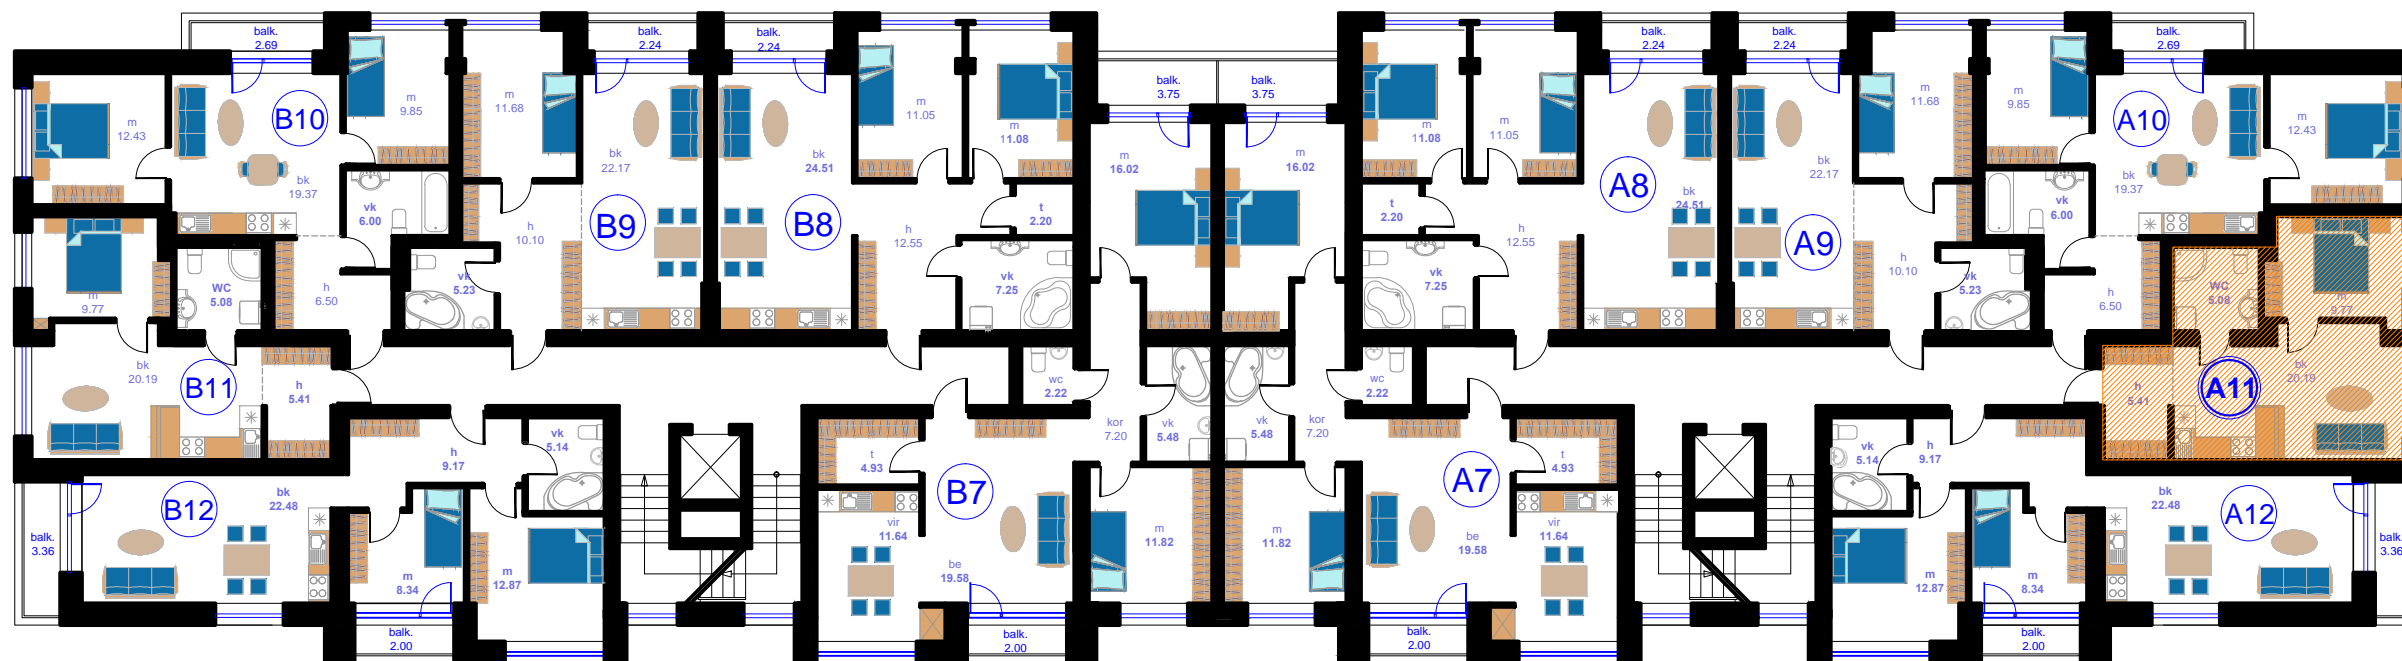 balk.
2.69
balk.
2.24
balk.
2.24
balk.
3.75
balk.
3.75
balk.
2.24
balk.
2.24
balk.
2.69
m
12.43
B10
bk
19.37
m
9.85
m
11.68
bk
22.17
B9
bk
24.51
B8
m
11.05
m
11.08
m
16.02
m
16.02
m
11.08
m
11.05
A8
bk
24.51
bk
22.17
A9
m
11.68
m
9.85
A10
bk
19.37
m
12.43
vk
6.00
h
10.10
h
12.55
t
2.20
t
2.20
h
12.55
h
10.10
vk
6.00
m
9.77
WC
5.08
h
6.50
vk
5.23
vk
7.25
vk
7.25
vk
5.23
h
6.50
WC
5.08
m
9.77
bk
20.19
B11
h
5.41
wc
2.22
wc
2.22
h
5.41
A11
bk
20.19
h
9.17
vk
5.14
t
4.93
kor
7.20
vk
5.48
vk
5.48
kor
7.20
t
4.93
vk
5.14
h
9.17
B12
bk
22.48
B7
A7
bk
22.48
A12
balk.
3.36
m
8.34
m
12.87
vir
11.64
be
19.58
m
11.82
m
11.82
be
19.58
vir
11.64
m
12.87
m
8.34
balk.
3.36
balk.
2.00
balk.
2.00
balk.
2.00
balk.
2.00